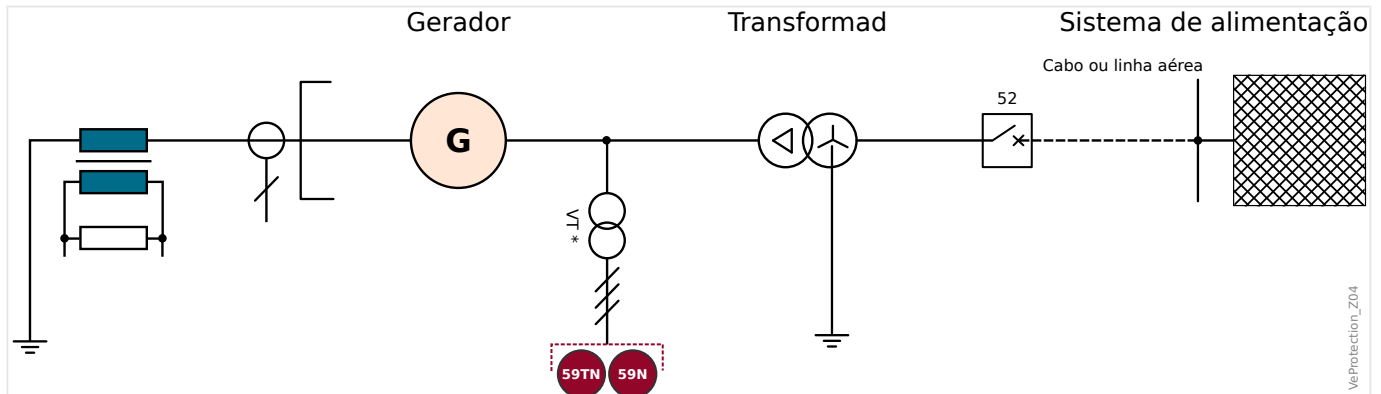 Gerador
Transformad
Sistema de alimentação
Cabo ou linha aérea
52
G
VT *
59TN
59N
VeProtection_Z04